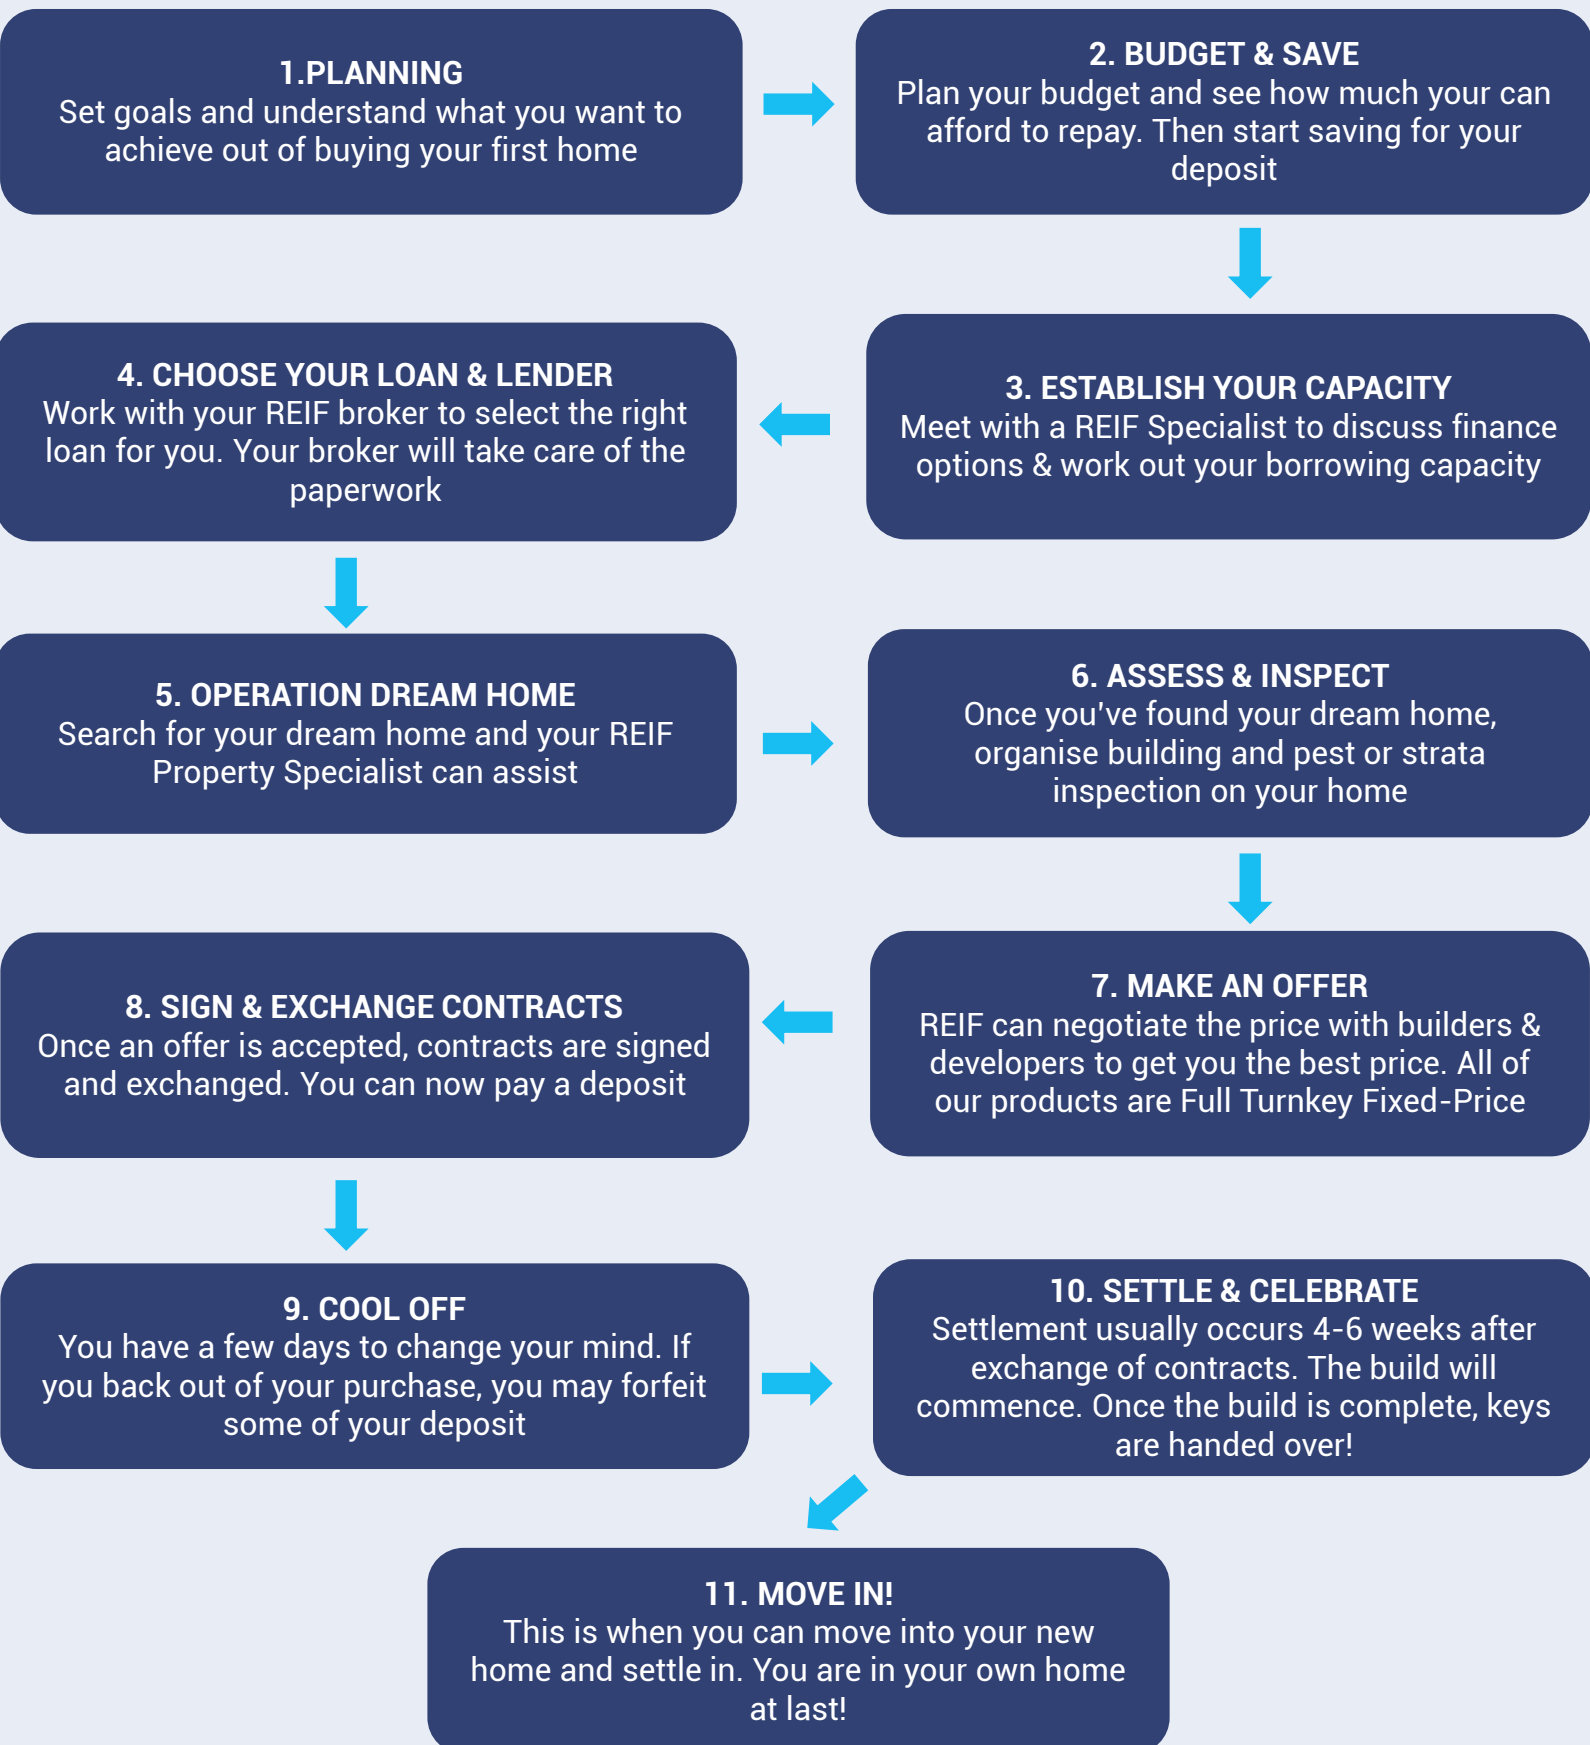 1.PLANNING
Set goals and understand what you want to
achieve out of buying your first home
2. BUDGET & SAVE
Plan your budget and see how much your can
afford to repay. Then start saving for your
deposit
3. ESTABLISH YOUR CAPACITY
Meet with a REIF Specialist to discuss finance
options & work out your borrowing capacity
4. CHOOSE YOUR LOAN & LENDER
Work with your REIF broker to select the right
loan for you. Your broker will take care of the
paperwork
5. OPERATION DREAM HOME
Search for your dream home and your REIF
Property Specialist can assist
6. ASSESS & INSPECT
Once you've found your dream home,
organise building and pest or strata
inspection on your home
7. MAKE AN OFFER
REIF can negotiate the price with builders &
developers to get you the best price. All of
our products are Full Turnkey Fixed-Price
8. SIGN & EXCHANGE CONTRACTS
Once an offer is accepted, contracts are signed
and exchanged. You can now pay a deposit
9. COOL OFF
You have a few days to change your mind. If
you back out of your purchase, you may forfeit
some of your deposit
10. SETTLE & CELEBRATE
Settlement usually occurs 4-6 weeks after
exchange of contracts. The build will
commence. Once the build is complete, keys
are handed over!
11. MOVE IN!
This is when you can move into your new
home and settle in. You are in your own home
at last!